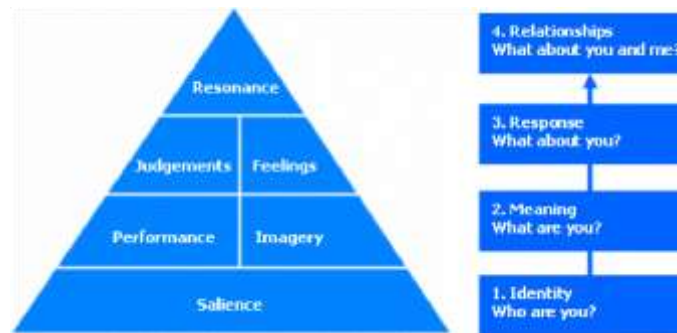 Resonance
Judgements Feelings
Performance Imagery
Salience
4. Relationships
What about you and me?
3. Response
What about you?
2. Meaning
What are you?
1. Identity
Who are you?